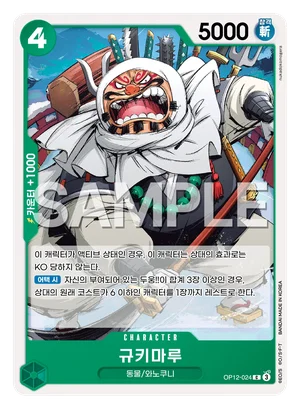 4
5000
참격
斬
카운터 +1000
SAMPLE
이 캐릭터가 액티브 상태인 경우, 이 캐릭터는 상대의 효과로는
KO 당하지 않는다.
어택 시 자신의 부여되어 있는 두웅!!이 합계 3장 이상인 경우,
상대의 원래 코스트가 6 이하인 캐릭터를 1장까지 레스트로 한다.
CHARACTER
규키마루
동물/와노쿠니
OP12-024
BANDAI MADE IN KOREA